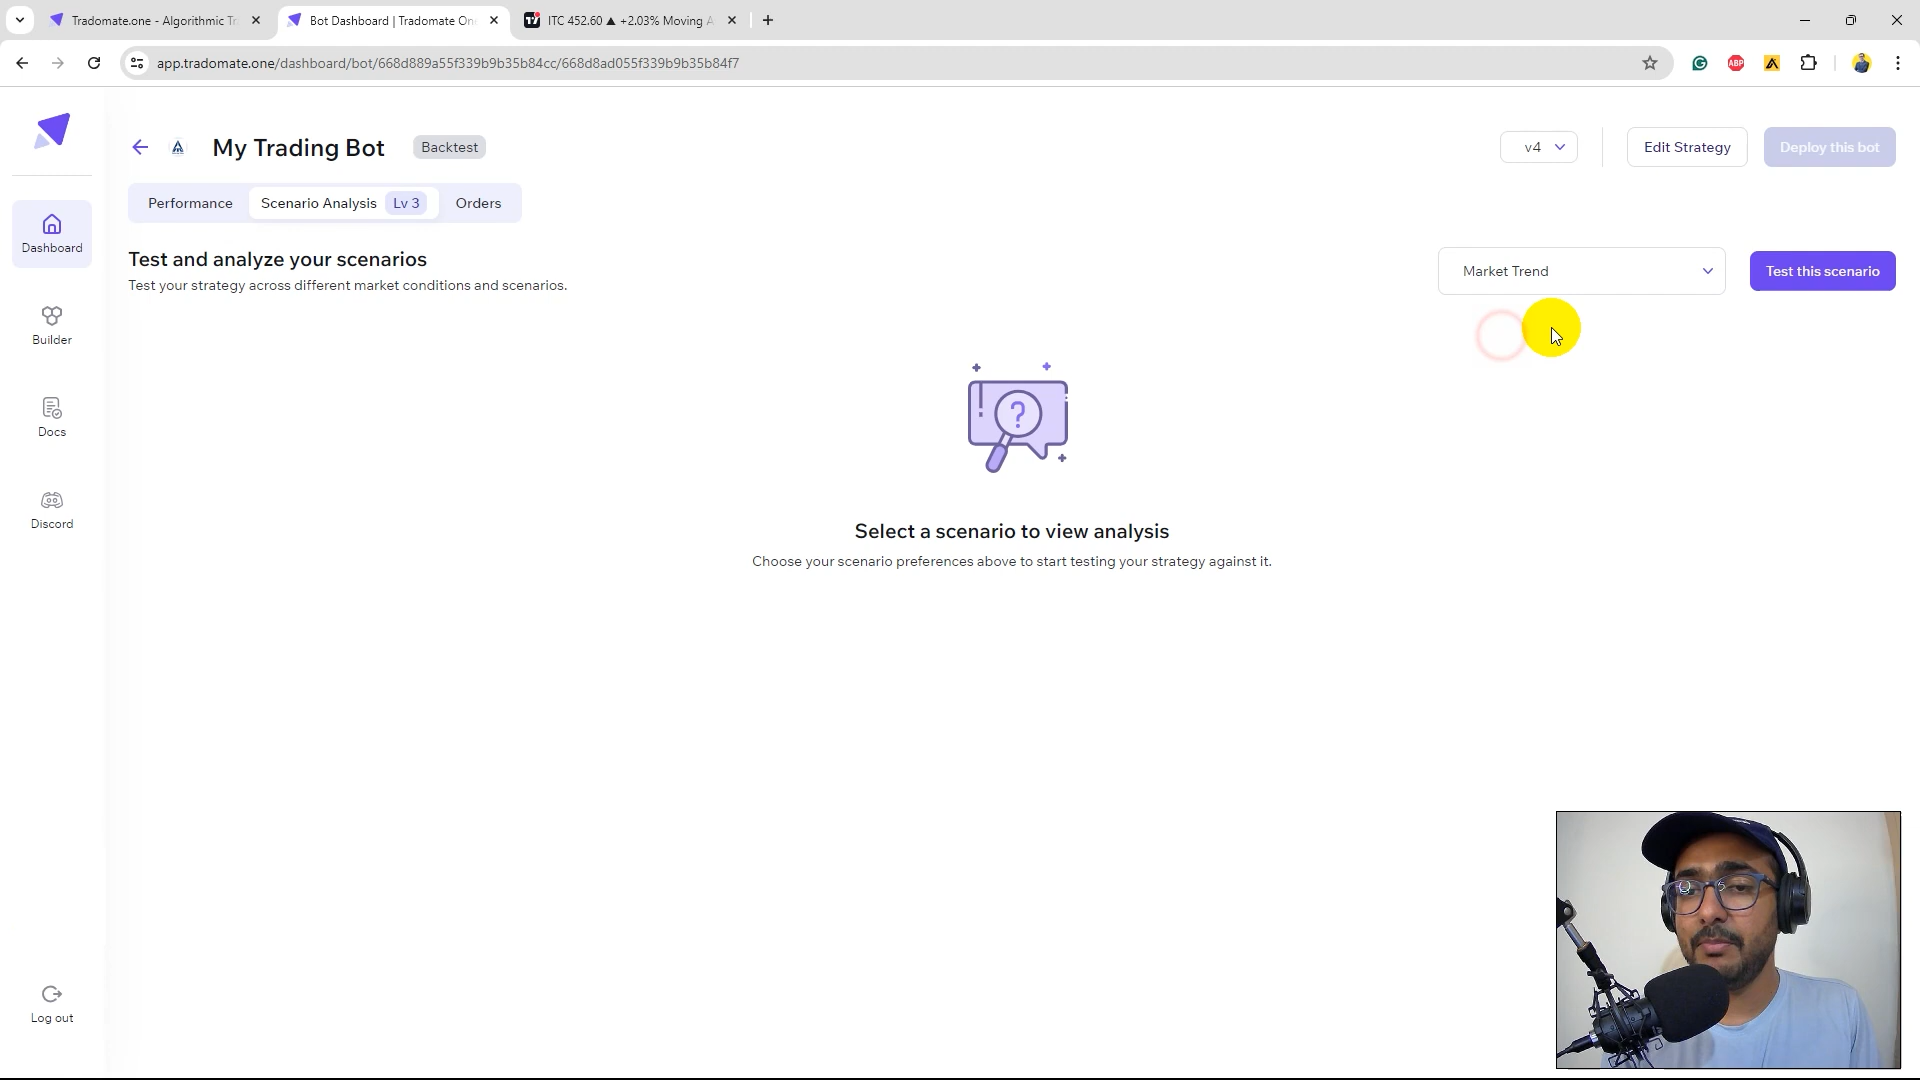 Tradomate.one - Algorithmic Tr
Bot Dashboard | Tradomate On
ITC 452.60 ▲ +2.03% Moving A
app.tradomate.one/dashboard/bot/668d889a55f339b9b35b84cc/668d8ad055f339b9b35b84f7
ABP
My Trading Bot
Backtest
v4
Edit Strategy
Deploy this bot
Performance
Scenario Analysis
Lv 3
Orders
Dashboard
Test and analyze your scenarios
Test your strategy across different market conditions and scenarios.
Market Trend
Test this scenario
Builder
Docs
Discord
?
Select a scenario to view analysis
Choose your scenario preferences above to start testing your strategy against it.
Log out